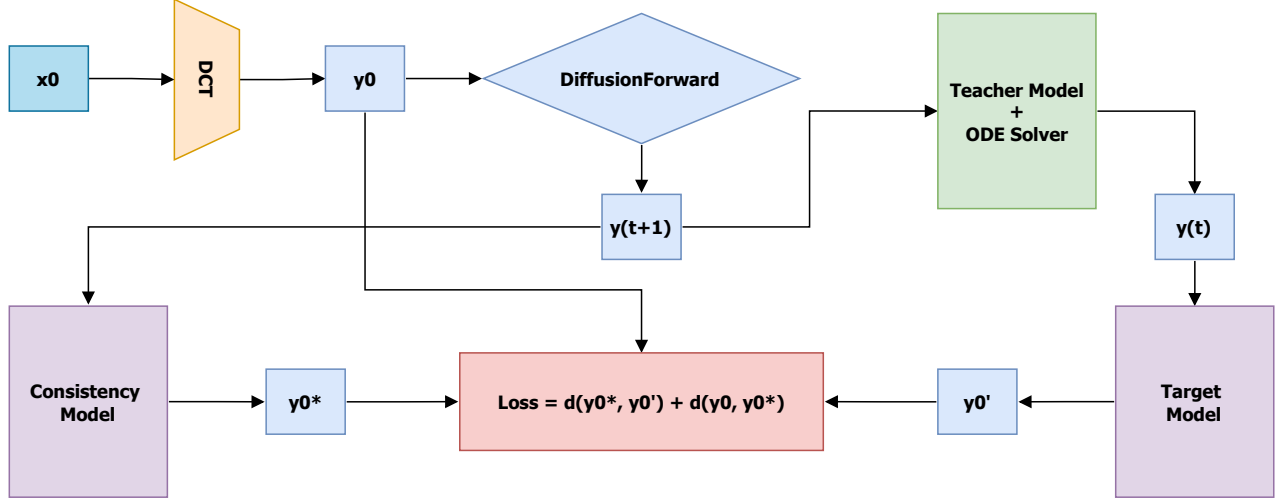 x0
DCT
y0
DiffusionForward
Teacher Model
+
ODE Solver
y(t+1)
y(t)
Consistency
Model
y0*
Loss = d(y0*, y0') + d(y0, y0*)
y0'
Target
Model